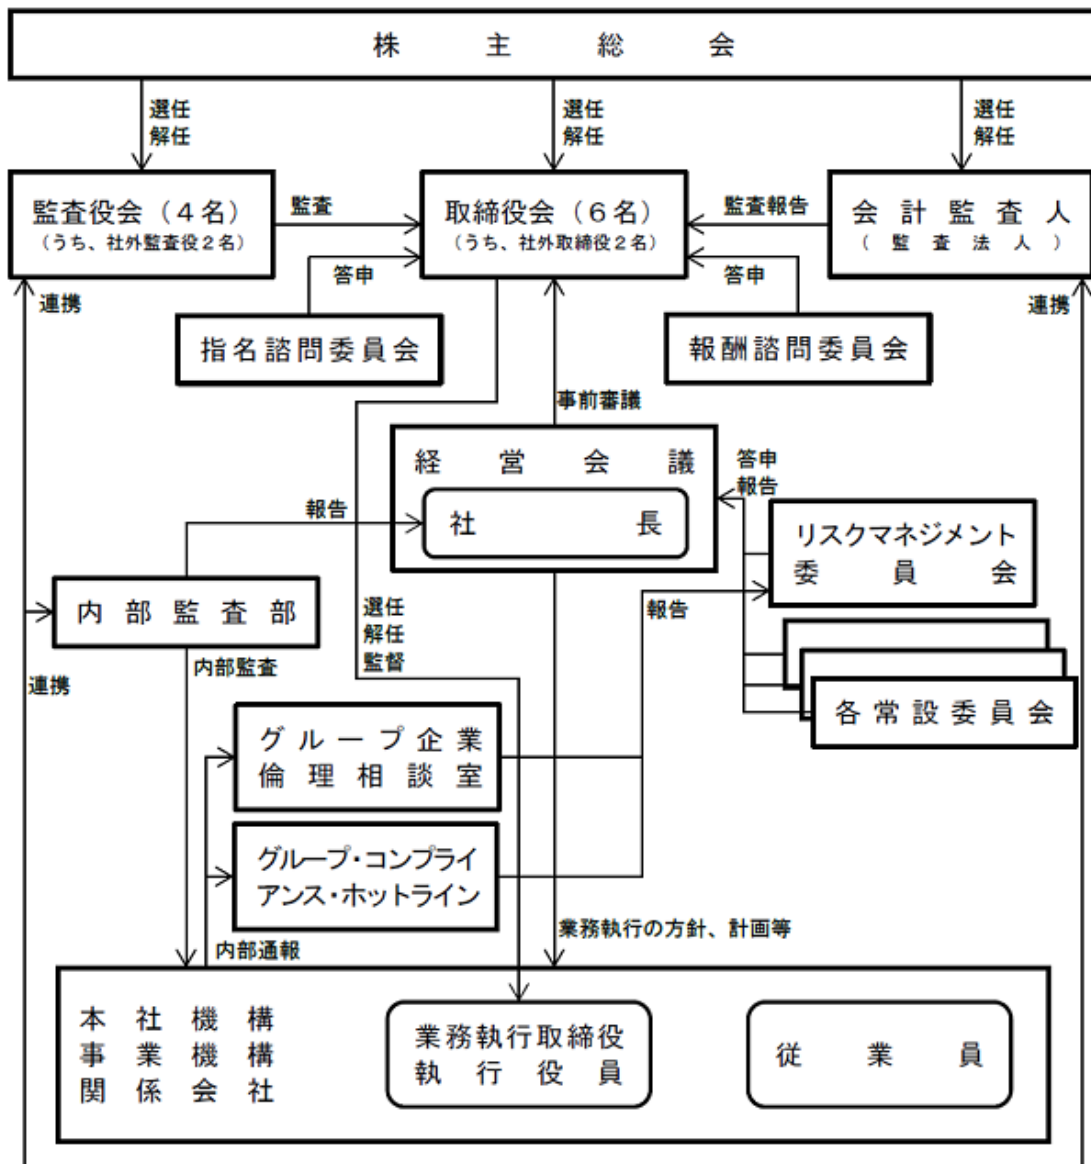 株主総会
選任
解任
選任
解任
選任
解任
監査役会（４名）
（うち、社外監査役２名）
監査
取締役会（６名）
（うち、社外取締役２名）
監査報告
会計監査人
（監査法人）
連携
答申
答申
連携
指名諮問委員会
報酬諮問委員会
事前審議
経営会議
社長
答申
報告
報告
リスクマネジメント
委員会
内部監査部
選任
解任
監督
報告
内部監査
連携
各常設委員会
グループ企業
倫理相談室
グループ・コンプライ
アンス・ホットライン
業務執行の方針、計画等
内部通報
本社機構
事業機構
関係会社
業務執行取締役
執行役員
従業員